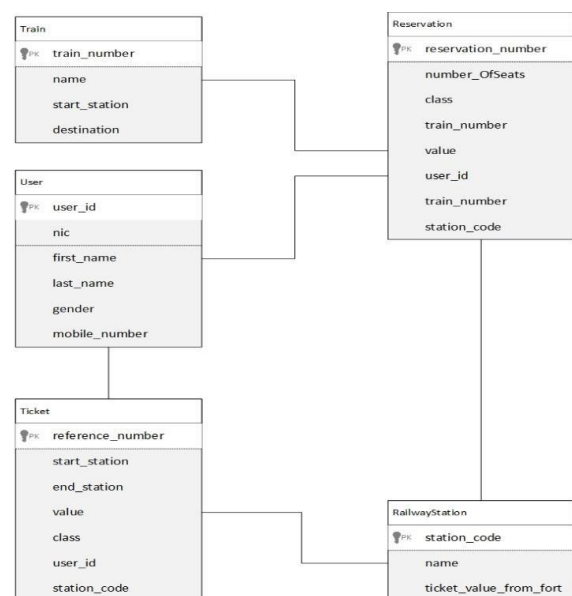 Train
PK train_number
name
start_station
destination
User
PK user_id
nic
first_name
last_name
gender
mobile_number
Ticket
PK reference_number
start_station
end_station
value
class
user_id
station_code
Reservation
PK reservation_number
number_OfSeats
class
train_number
value
user_id
train_number
station_code
RailwayStation
PK station_code
name
ticket_value_from_fort